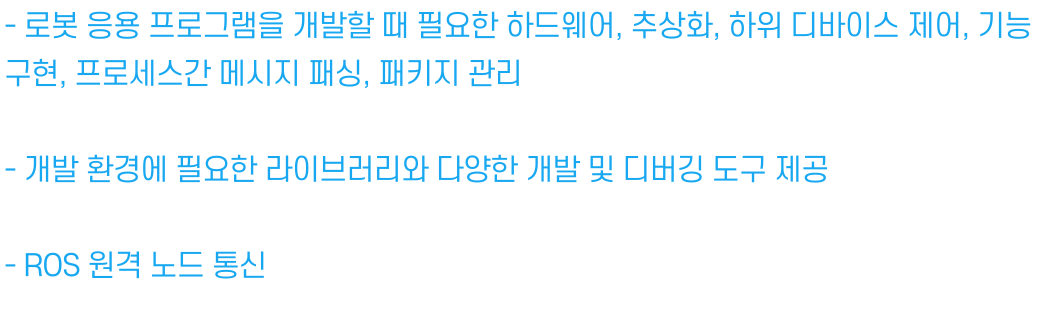 - 로봇 응용 프로그램을 개발할 때 필요한 하드웨어, 추상화, 하위 디바이스 제어, 기능
구현, 프로세스간 메시지 패싱, 패키지 관리
- 개발 환경에 필요한 라이브러리와 다양한 개발 및 디버깅 도구 제공
- ROS 원격 노드 통신